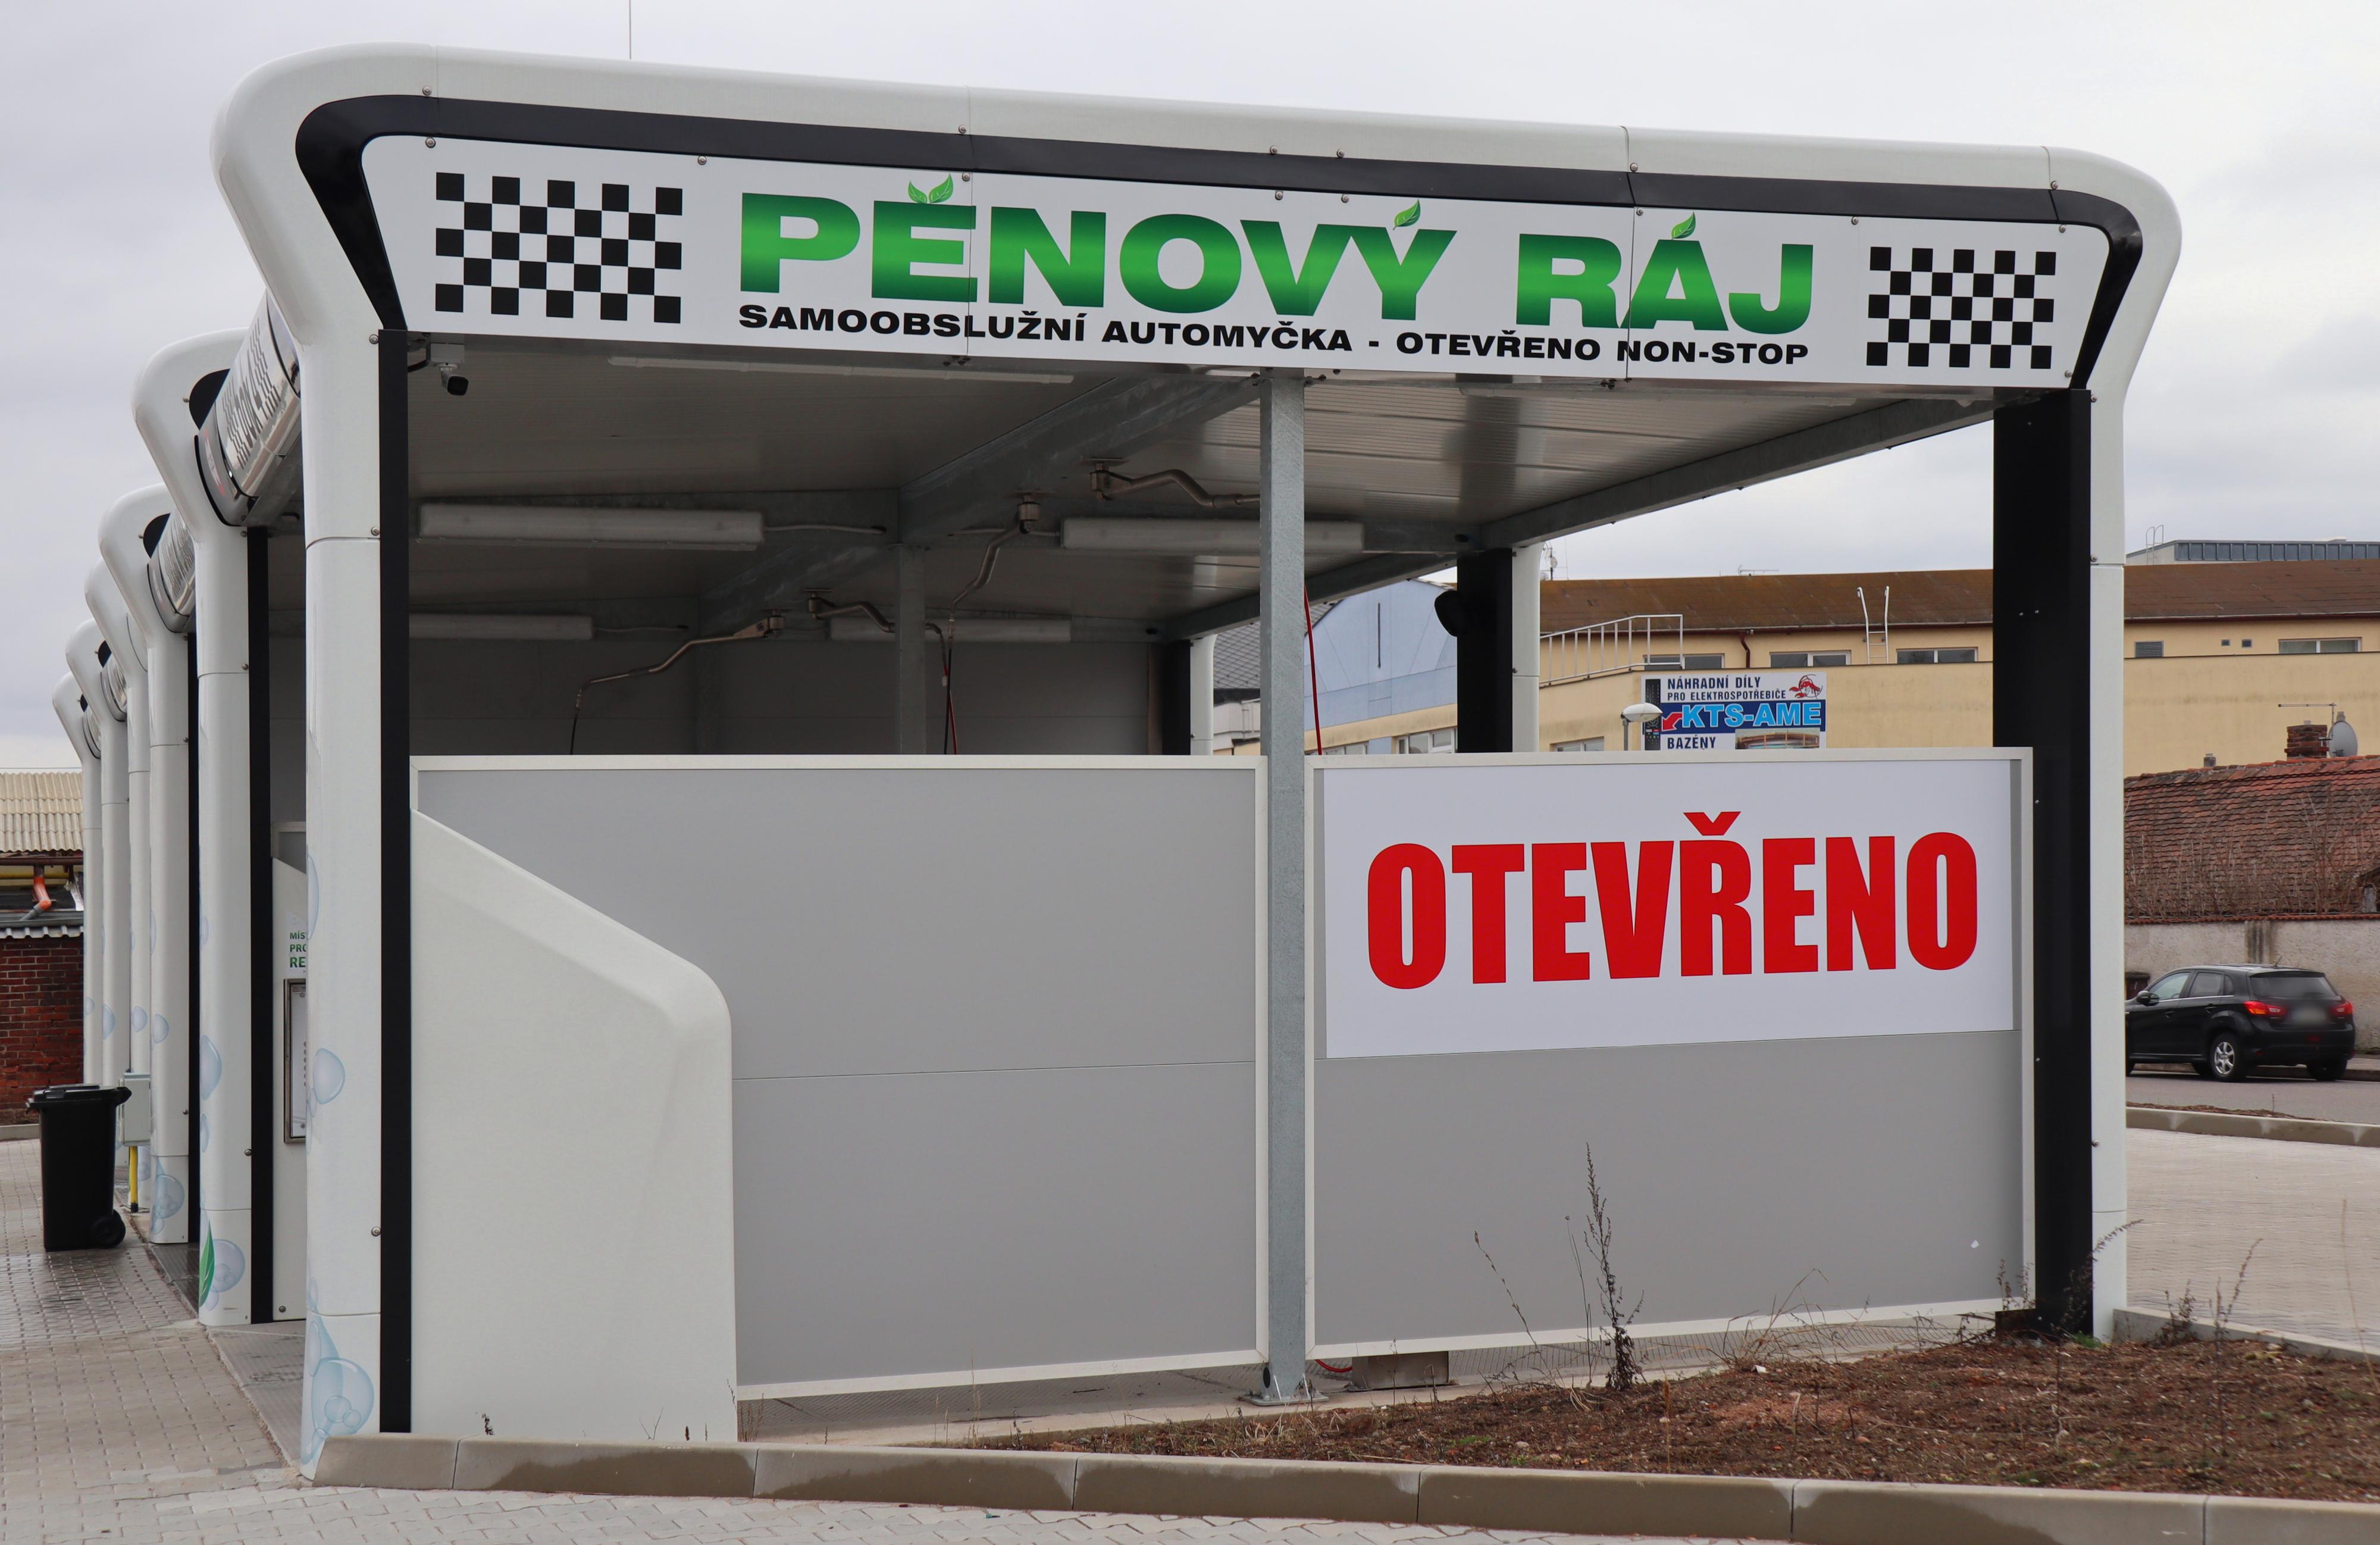 PĚNOVÝ RÁJ
SAMOOBSLUŽNÍ AUTOMYČKA - OTEVŘENO NON-STOP
NÁHRADNÍ DÍLY
PRO ELEKTROSPOTŘEBIČE
KTS-AME
BAZÉNY
OTEVŘENO